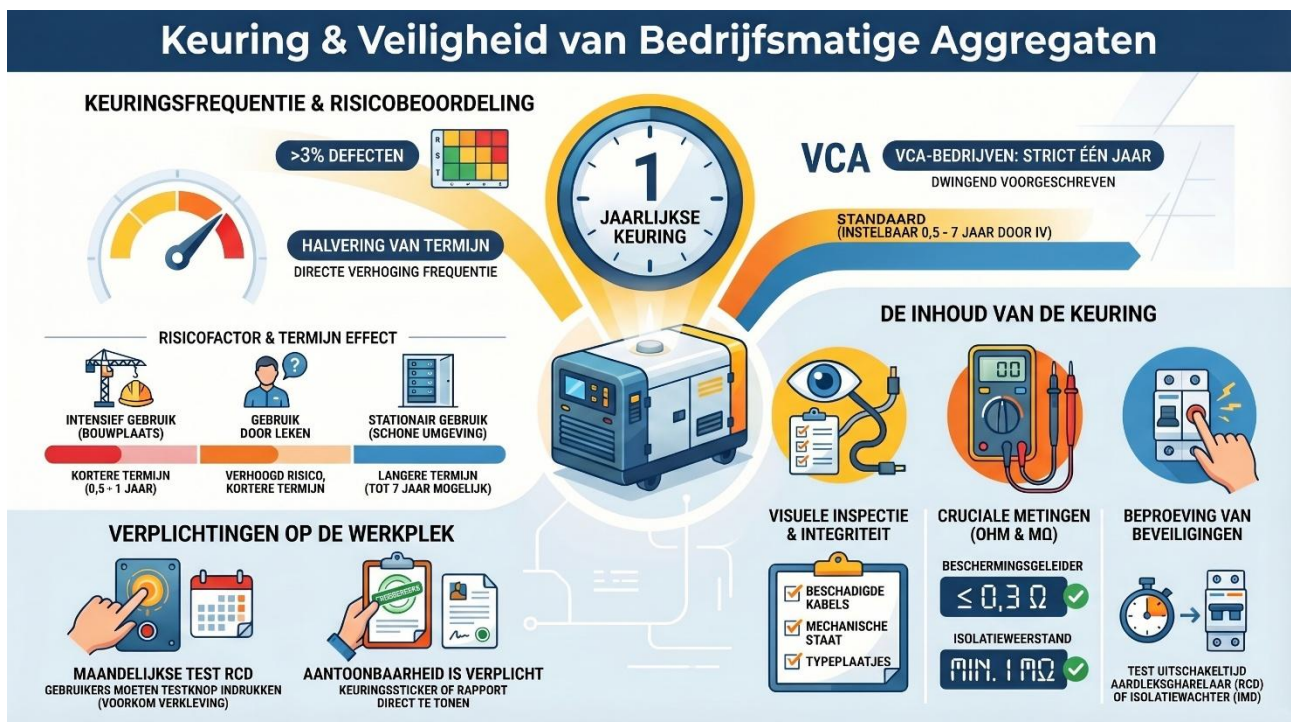 Keuring & Veiligheid van Bedrijfsmatige Aggregaten
KEURINGSFREQUENTIE & RISICOBEOORDELING
>3% DEFECTEN
R
S
T
HALVERING VAN TERMIJN
DIRECTE VERHOGING FREQUENTIE
1
JAARLIJKSE
KEURING
VCA
VCA-BEDRIJVEN: STRICT ÉÉN JAAR
DWINGEND VOORGESCHREVEN
STANDAARD
(INSTELBAAR 0,5 - 7 JAAR DOOR IV)
RISICOFACTOR & TERMIJN EFFECT
INTENSIEF GEBRUIK
(BOUWPLAATS)
KORTERE TERMIJN
(0,5 - 1 JAAR)
?
GEBRUIK
DOOR LEKEN
VERHOOGD RISICO,
KORTERE TERMIJN
STATIONAIR GEBRUIK
(SCHONE UMGEVING)
LANGERE TERMIJN
(TOT 7 JAAR MOGELIJK)
VERPLICHTINGEN OP DE WERKPLEK
MAANDELIJKSE TEST RCD
GEBRUIKERS MOETEN TESTKNOP INDRUKKEN
(VOORKOM VERKLEVING)
AANTOONBAARHEID IS VERPLICHT
KEURINGSSTICKER OF RAPPORT
DIRECT TE TONEN
DE INHOUD VAN DE KEURING
VISUELE INSPECTIE
& INTEGRITEIT
BESCHADIGDE
KABELS
MECHANISCHE
STAAT
TYPEPLAATJES
00
CRUCIALE METINGEN
(OHM & MΩ)
BESCHERMINGSGELEIDER
≤ 0,3 Ω
ISOLATIEWEERSTAND
MIN. 1 MΩ
BEPROEVING VAN
BEVEILIGINGEN
TEST UITSCHAKELTIJD
AARDLEKSGHARELAAR (RCD)
OF ISOLATIEWACHTER (IMD)